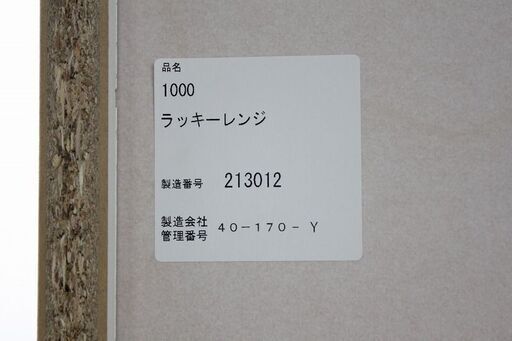 品名
1000
ラッキーレンジ
製造番号 213012
製造会社
管理番号 40-170- Y